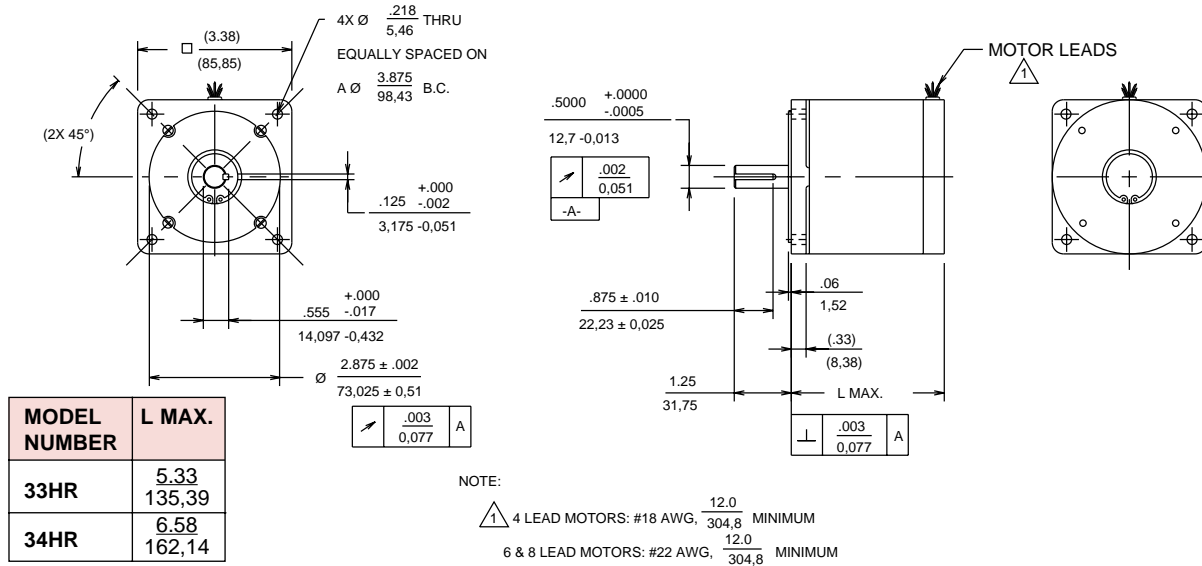 4X Ø .218 THRU
5,46
EQUALLY SPACED ON
A Ø 3.875 B.C.
98,43
(3.38)
(85,85)
(2X 45°)
.125 +.000 -.002
3,175 -0,051
.555 +.000 -.017
14,097 -0,432
Ø 2.875 ± .002
73,025 ± 0,51
.003 A
0,077
MOTOR LEADS
1
.5000 +.0000 -.0005
12,7 -0,013
.002
0,051
-A-
.06
1,52
.875 ± .010
22,23 ± 0,025
(.33)
(8,38)
1.25
31,75
L MAX.
.003 A
0,077
MODEL NUMBER L MAX.
33HR 5.33
135,39
34HR 6.58
162,14
NOTE:
1 4 LEAD MOTORS: #18 AWG, 12.0 MINIMUM
304,8
6 & 8 LEAD MOTORS: #22 AWG, 12.0 MINIMUM
304,8